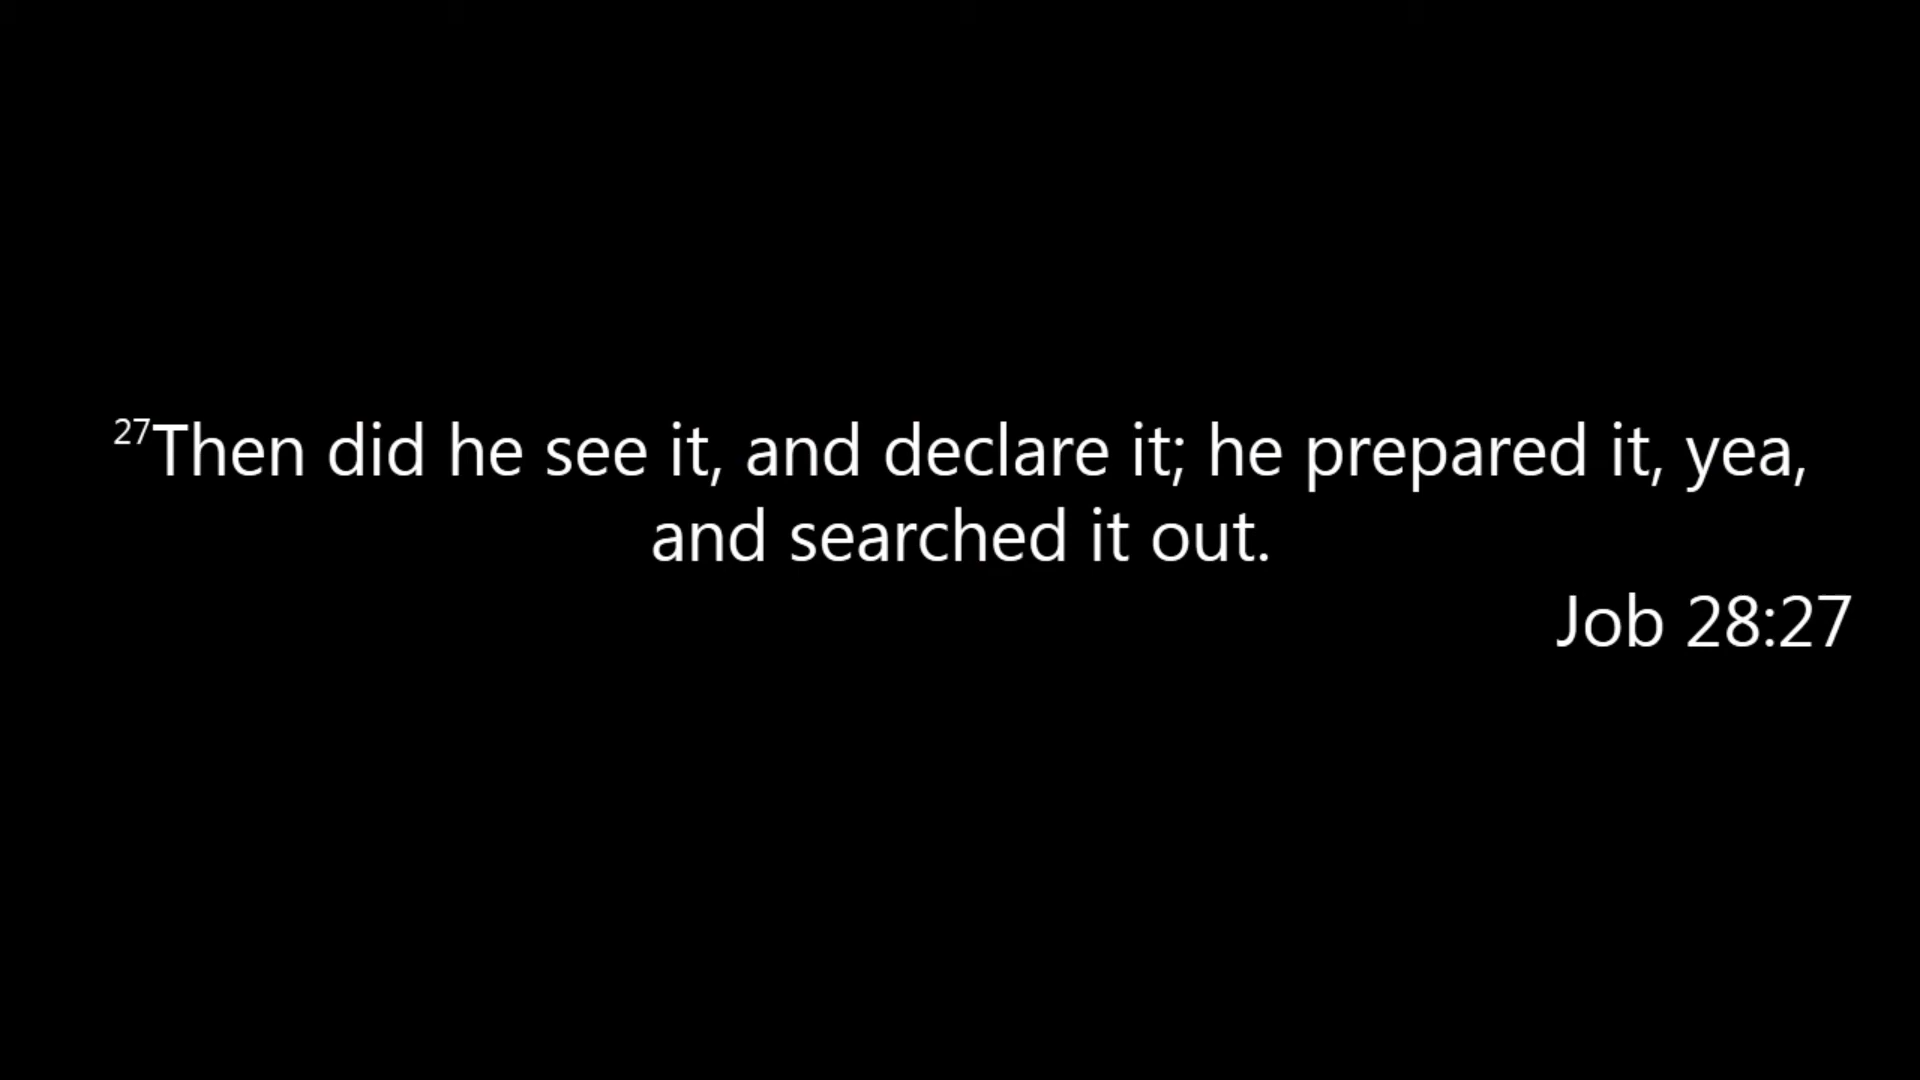 27Then did he see it, and declare it; he prepared it, yea,
and searched it out.
Job 28:27